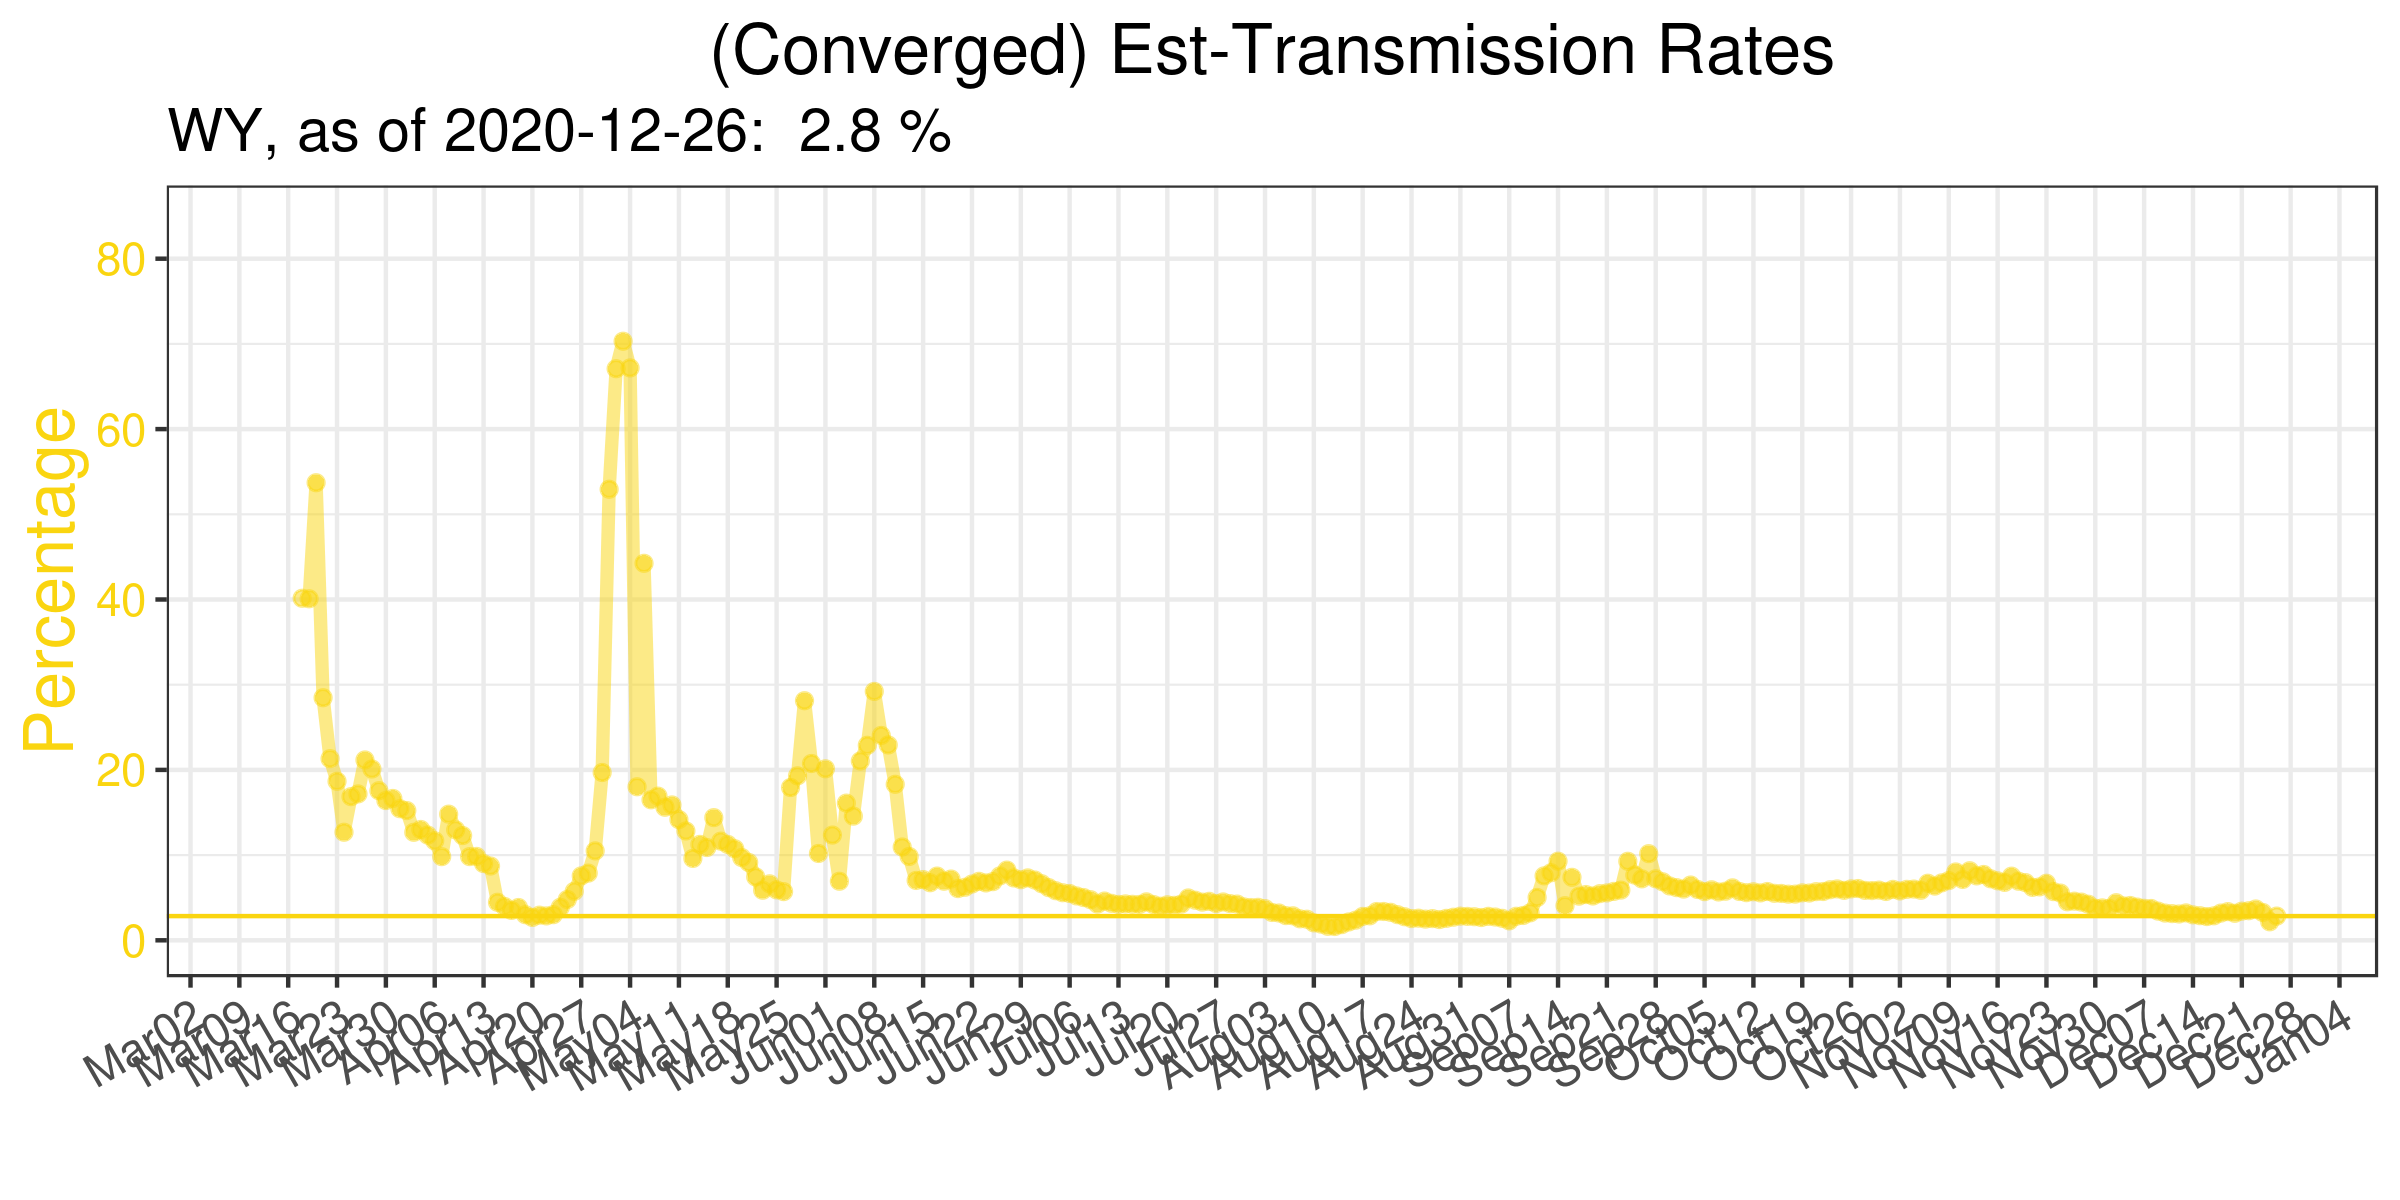 (Converged) Est-Transmission Rates
WY, as of 2020-12-26:  2.8 %
Percentage
80
60
40
20
0
Mar02
Mar09
Mar16
Mar23
Mar30
Apr06
Apr13
Apr20
Apr27
May04
May11
May18
May25
Jun01
Jun08
Jun15
Jun22
Jun29
Jul06
Jul13
Jul20
Jul27
Aug03
Aug10
Aug17
Aug24
Aug31
Sep07
Sep14
Sep21
Sep28
Oct05
Oct12
Oct19
Oct26
Nov02
Nov09
Nov16
Nov23
Nov30
Dec07
Dec14
Dec21
Dec28
Jan04